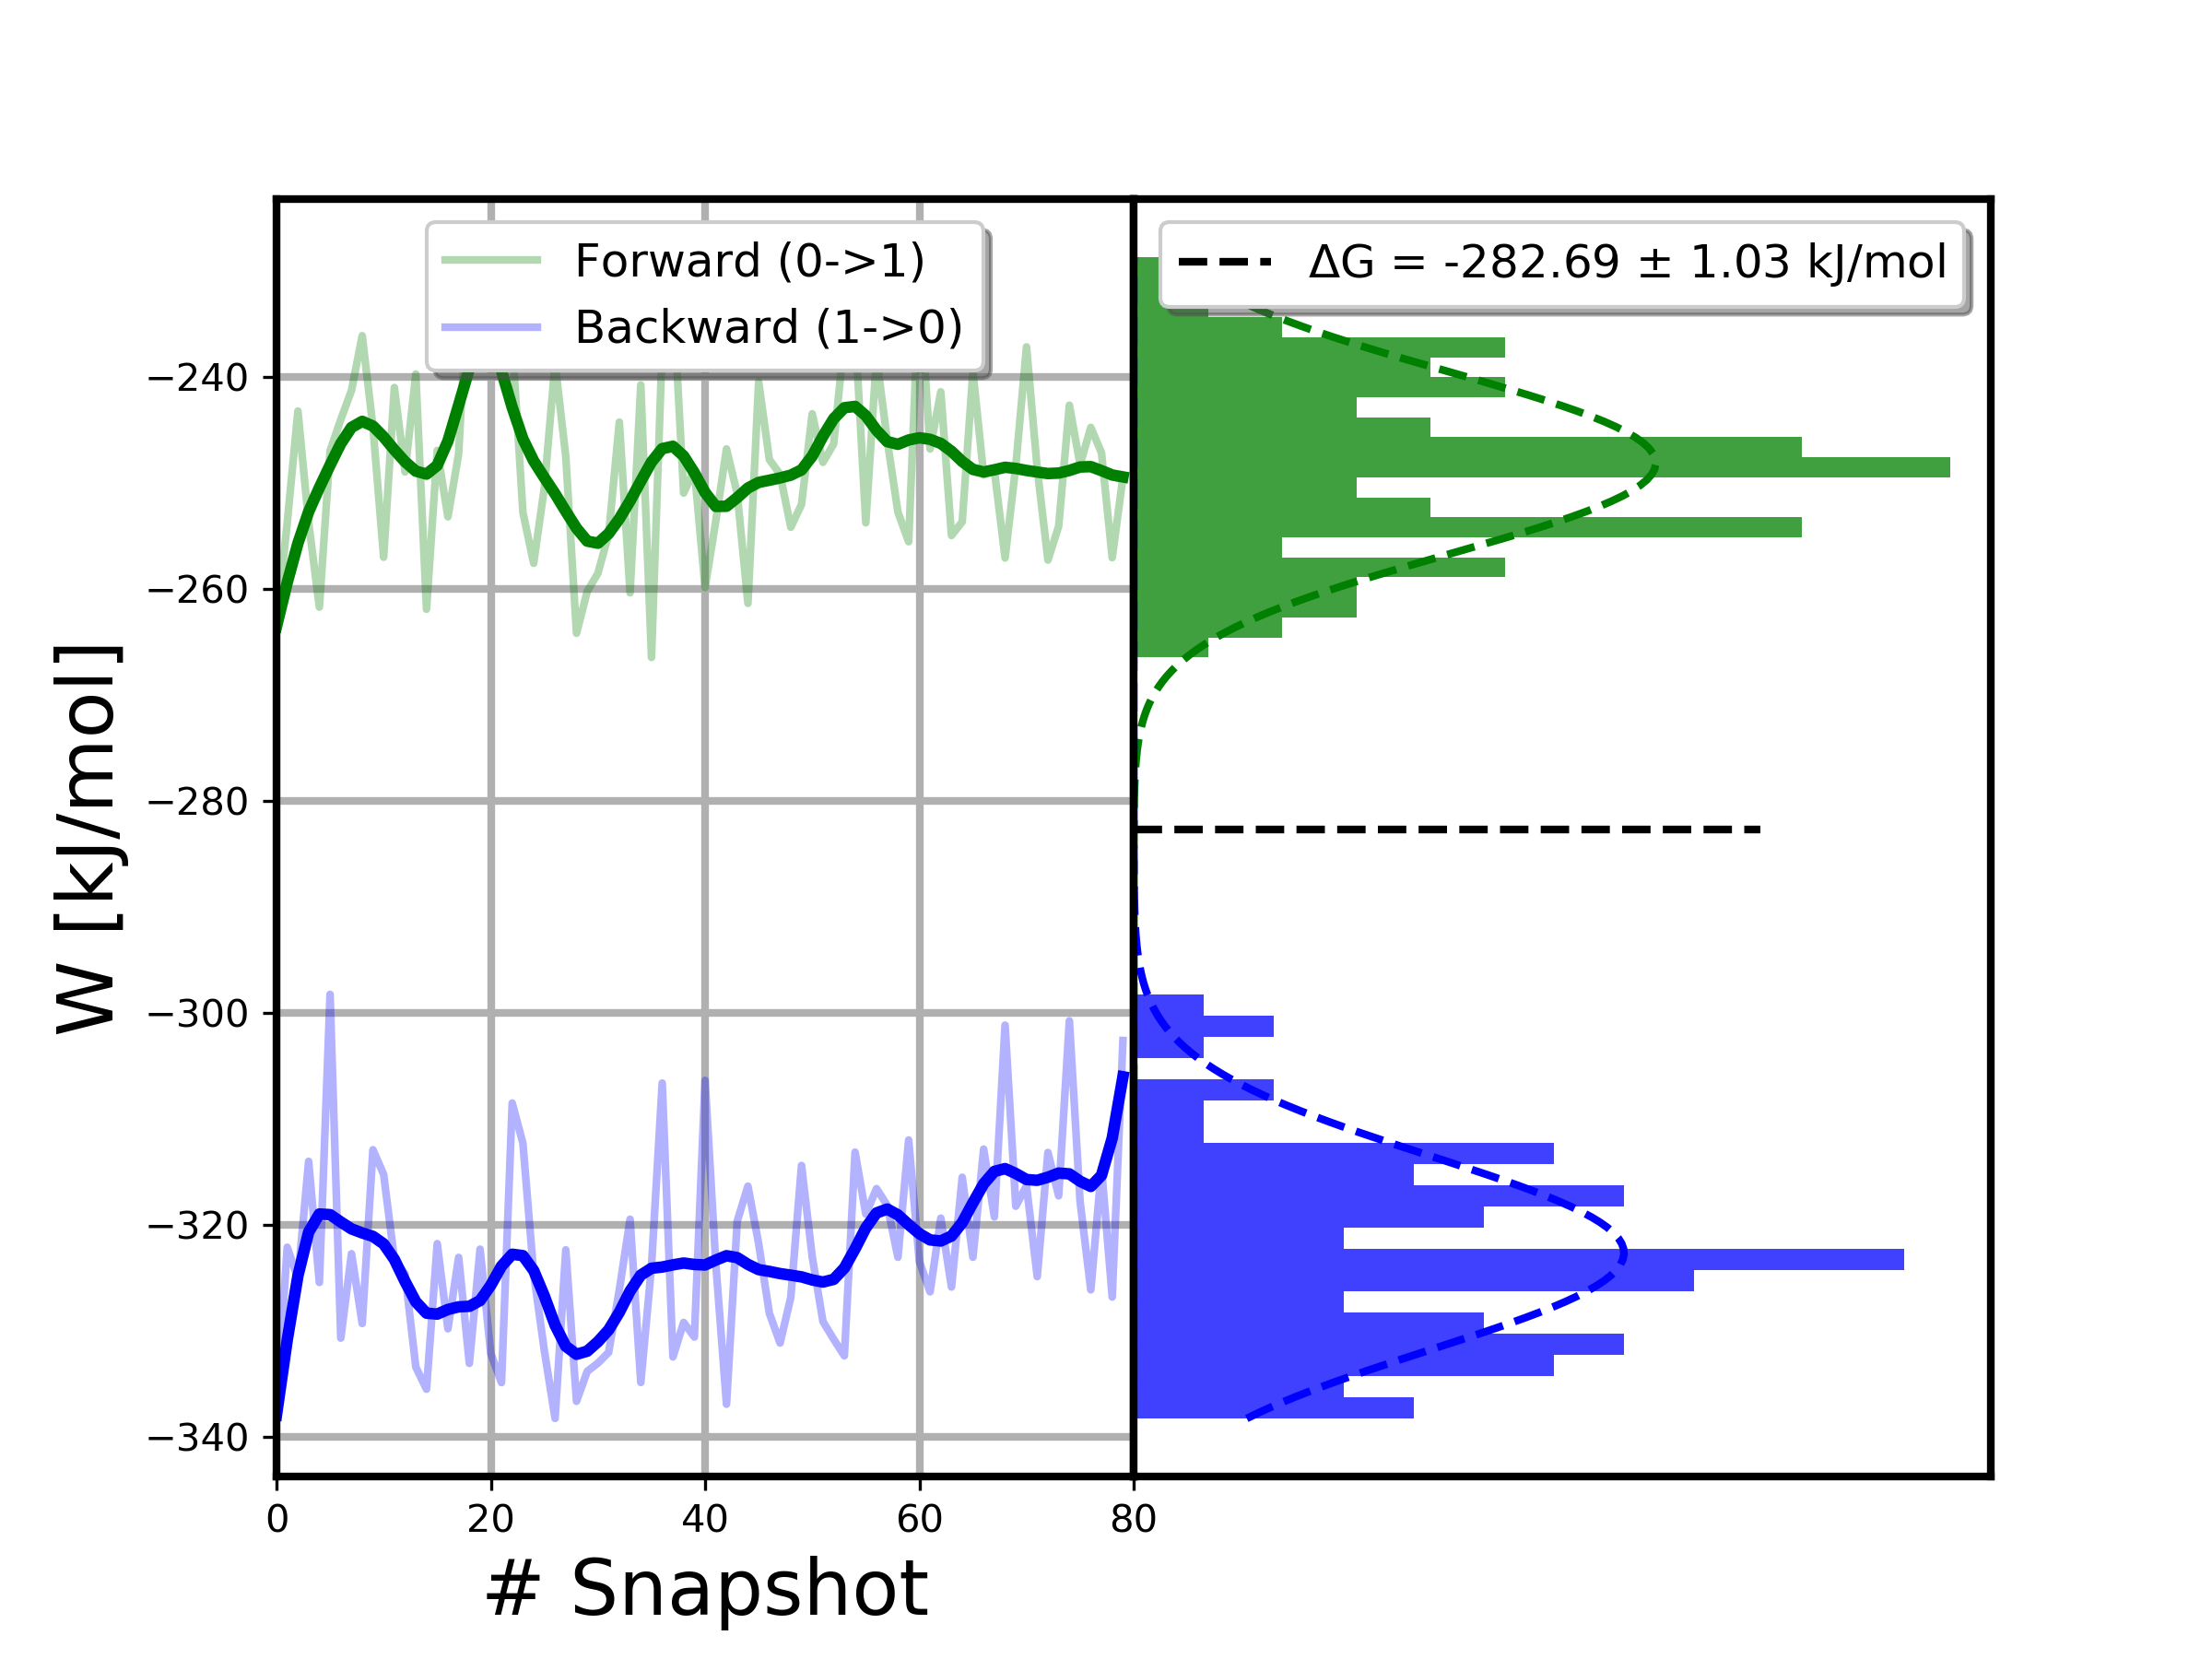 Forward (0->1)
Backward (1->0)
ΔG = -282.69 ± 1.03 kJ/mol
W [kJ/mol]
−240
−260
−280
−300
−320
−340
0 20 40 60 80
# Snapshot